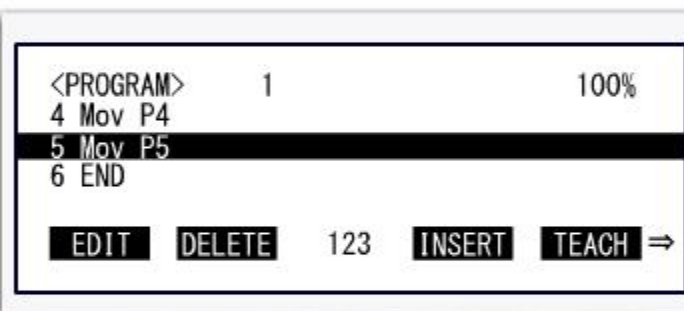 <PROGRAM> 1 100%
4 Mov P4
5 Mov P5
6 END
EDIT DELETE 123 INSERT TEACH ⇒